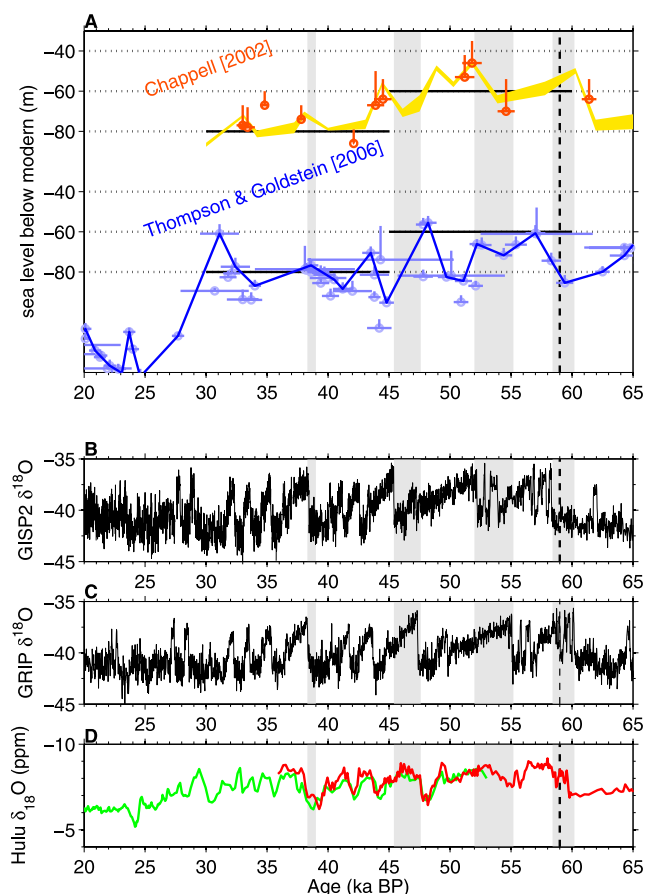 A
Chappell [2002]
Thompson & Goldstein [2006]
sea level below modern (m)
−40
−60
−80
−40
−60
−80
20 25 30 35 40 45 50 55 60 65
B
GISP2 δ18O
−35
−40
−45
25 30 35 40 45 50 55 60 65
C
GRIP δ18O
−35
−40
−45
25 30 35 40 45 50 55 60 65
D
Hulu δ18O (ppm)
−10
−5
20 25 30 35 40 45 50 55 60 65
Age (ka BP)